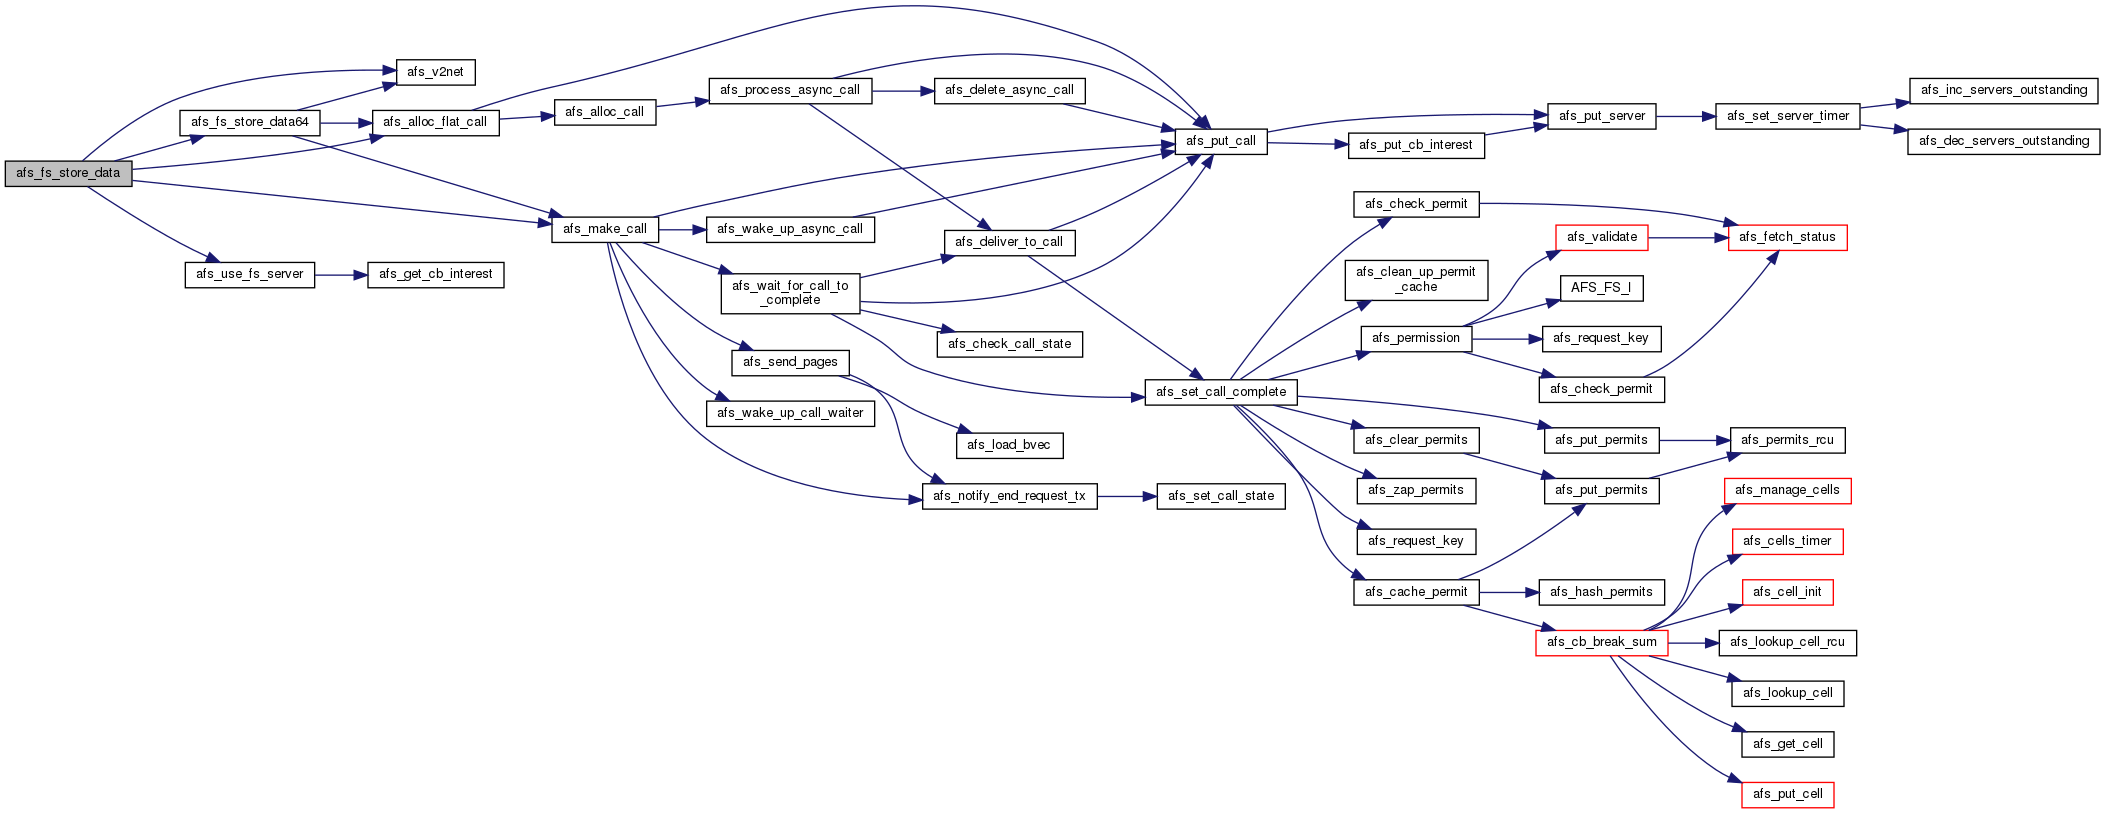 afs_fs_store_data
afs_v2net
afs_fs_store_data64
afs_alloc_flat_call
afs_make_call
afs_use_fs_server
afs_get_cb_interest
afs_alloc_call
afs_process_async_call
afs_delete_async_call
afs_put_call
afs_wake_up_async_call
afs_deliver_to_call
afs_wait_for_call_to
_complete
afs_check_call_state
afs_send_pages
afs_wake_up_call_waiter
afs_load_bvec
afs_notify_end_request_tx
afs_set_call_state
afs_set_call_complete
afs_put_cb_interest
afs_put_server
afs_set_server_timer
afs_inc_servers_outstanding
afs_dec_servers_outstanding
afs_check_permit
afs_clean_up_permit
_cache
afs_permission
afs_validate
afs_fetch_status
AFS_FS_I
afs_request_key
afs_check_permit
afs_clear_permits
afs_put_permits
afs_permits_rcu
afs_zap_permits
afs_put_permits
afs_request_key
afs_cache_permit
afs_hash_permits
afs_cb_break_sum
afs_manage_cells
afs_cells_timer
afs_cell_init
afs_lookup_cell_rcu
afs_lookup_cell
afs_get_cell
afs_put_cell